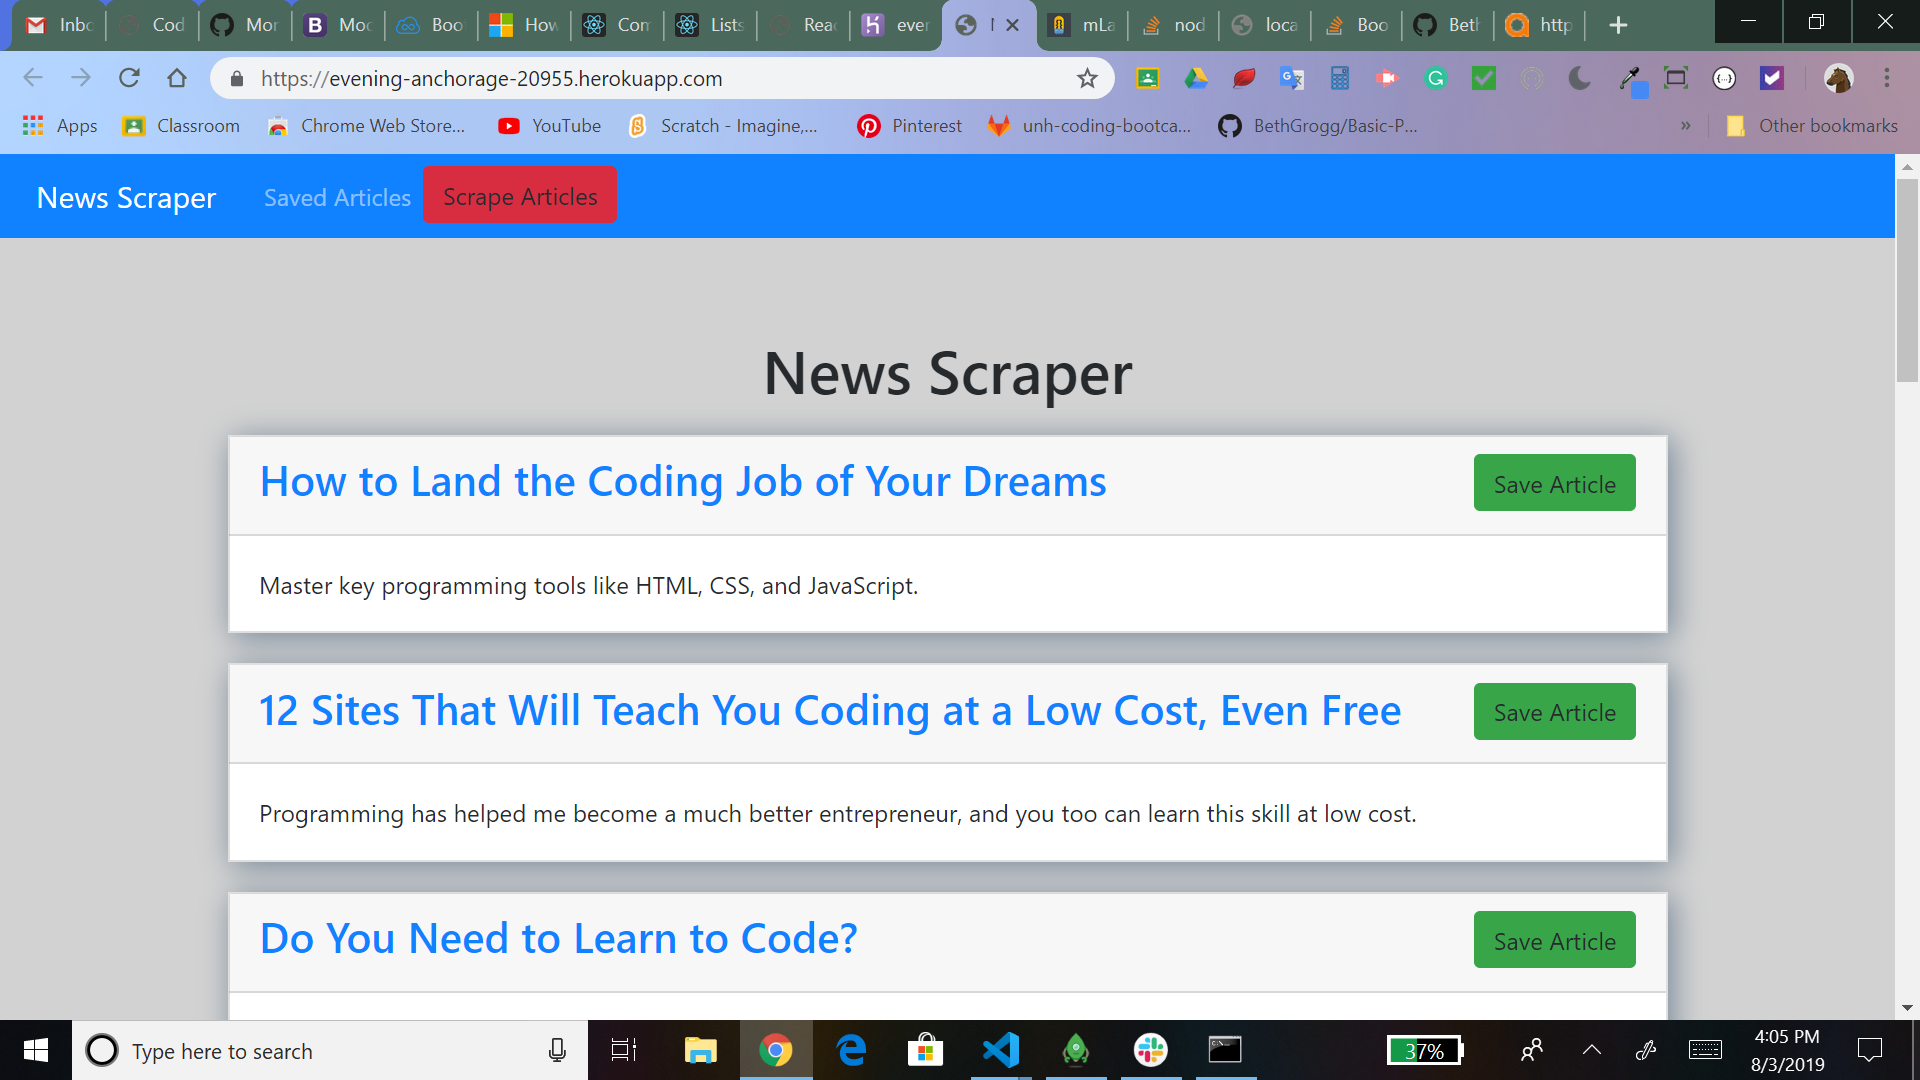 Inbo
Cod
Mor
Moc
Boo
How
Com
Lists
Reac
ever
mLa
nod
loca
Boo
Beth
http
https://evening-anchorage-20955.herokuapp.com
Apps
Classroom
Chrome Web Store...
YouTube
Scratch - Imagine,...
Pinterest
unh-coding-bootca...
BethGrogg/Basic-P...
»
Other bookmarks
News Scraper
Saved Articles
Scrape Articles
News Scraper
How to Land the Coding Job of Your Dreams
Save Article
Master key programming tools like HTML, CSS, and JavaScript.
12 Sites That Will Teach You Coding at a Low Cost, Even Free
Save Article
Programming has helped me become a much better entrepreneur, and you too can learn this skill at low cost.
Do You Need to Learn to Code?
Save Article
Type here to search
37%
4:05 PM
8/3/2019